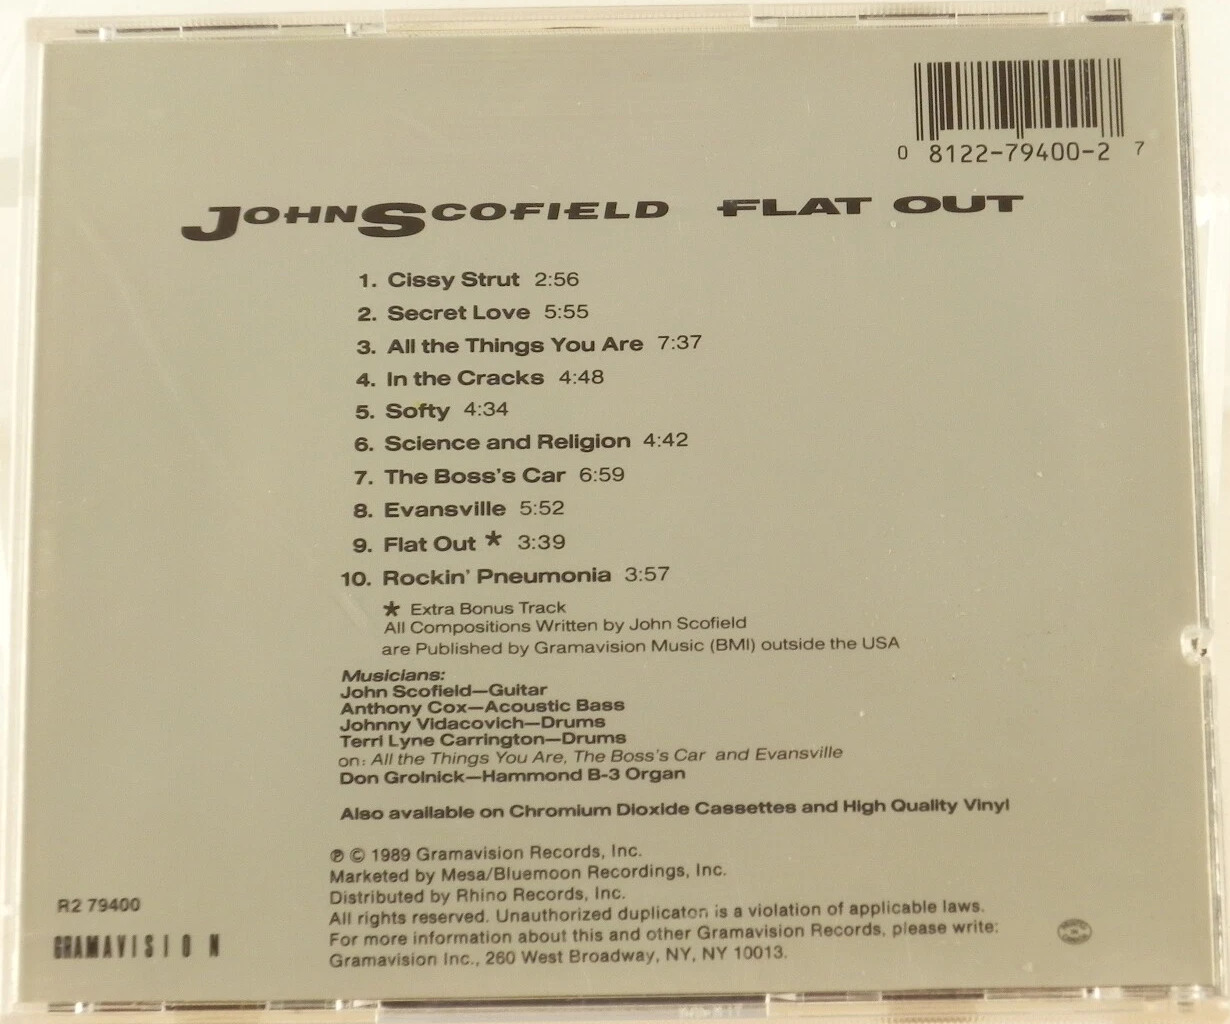 0 8122-79400-2 7
JOHN SCOFIELD FLAT OUT
1. Cissy Strut 2:56
2. Secret Love 5:55
3. All the Things You Are 7:37
4. In the Cracks 4:48
5. Softy 4:34
6. Science and Religion 4:42
7. The Boss's Car 6:59
8. Evansville 5:52
9. Flat Out * 3:39
10. Rockin' Pneumonia 3:57
* Extra Bonus Track
All Compositions Written by John Scofield
are Published by Gramavision Music (BMI) outside the USA
Musicians:
John Scofield—Guitar
Anthony Cox—Acoustic Bass
Johnny Vidacovich—Drums
Terri Lyne Carrington—Drums
on: All the Things You Are, The Boss's Car and Evansville
Don Grolnick—Hammond B-3 Organ
Also available on Chromium Dioxide Cassettes and High Quality Vinyl
℗ © 1989 Gramavision Records, Inc.
Marketed by Mesa/Bluemoon Recordings, Inc.
Distributed by Rhino Records, Inc.
All rights reserved. Unauthorized duplicaton is a violation of applicable laws.
For more information about this and other Gramavision Records, please write:
Gramavision Inc., 260 West Broadway, NY, NY 10013.
R2 79400
GRAMAVISION